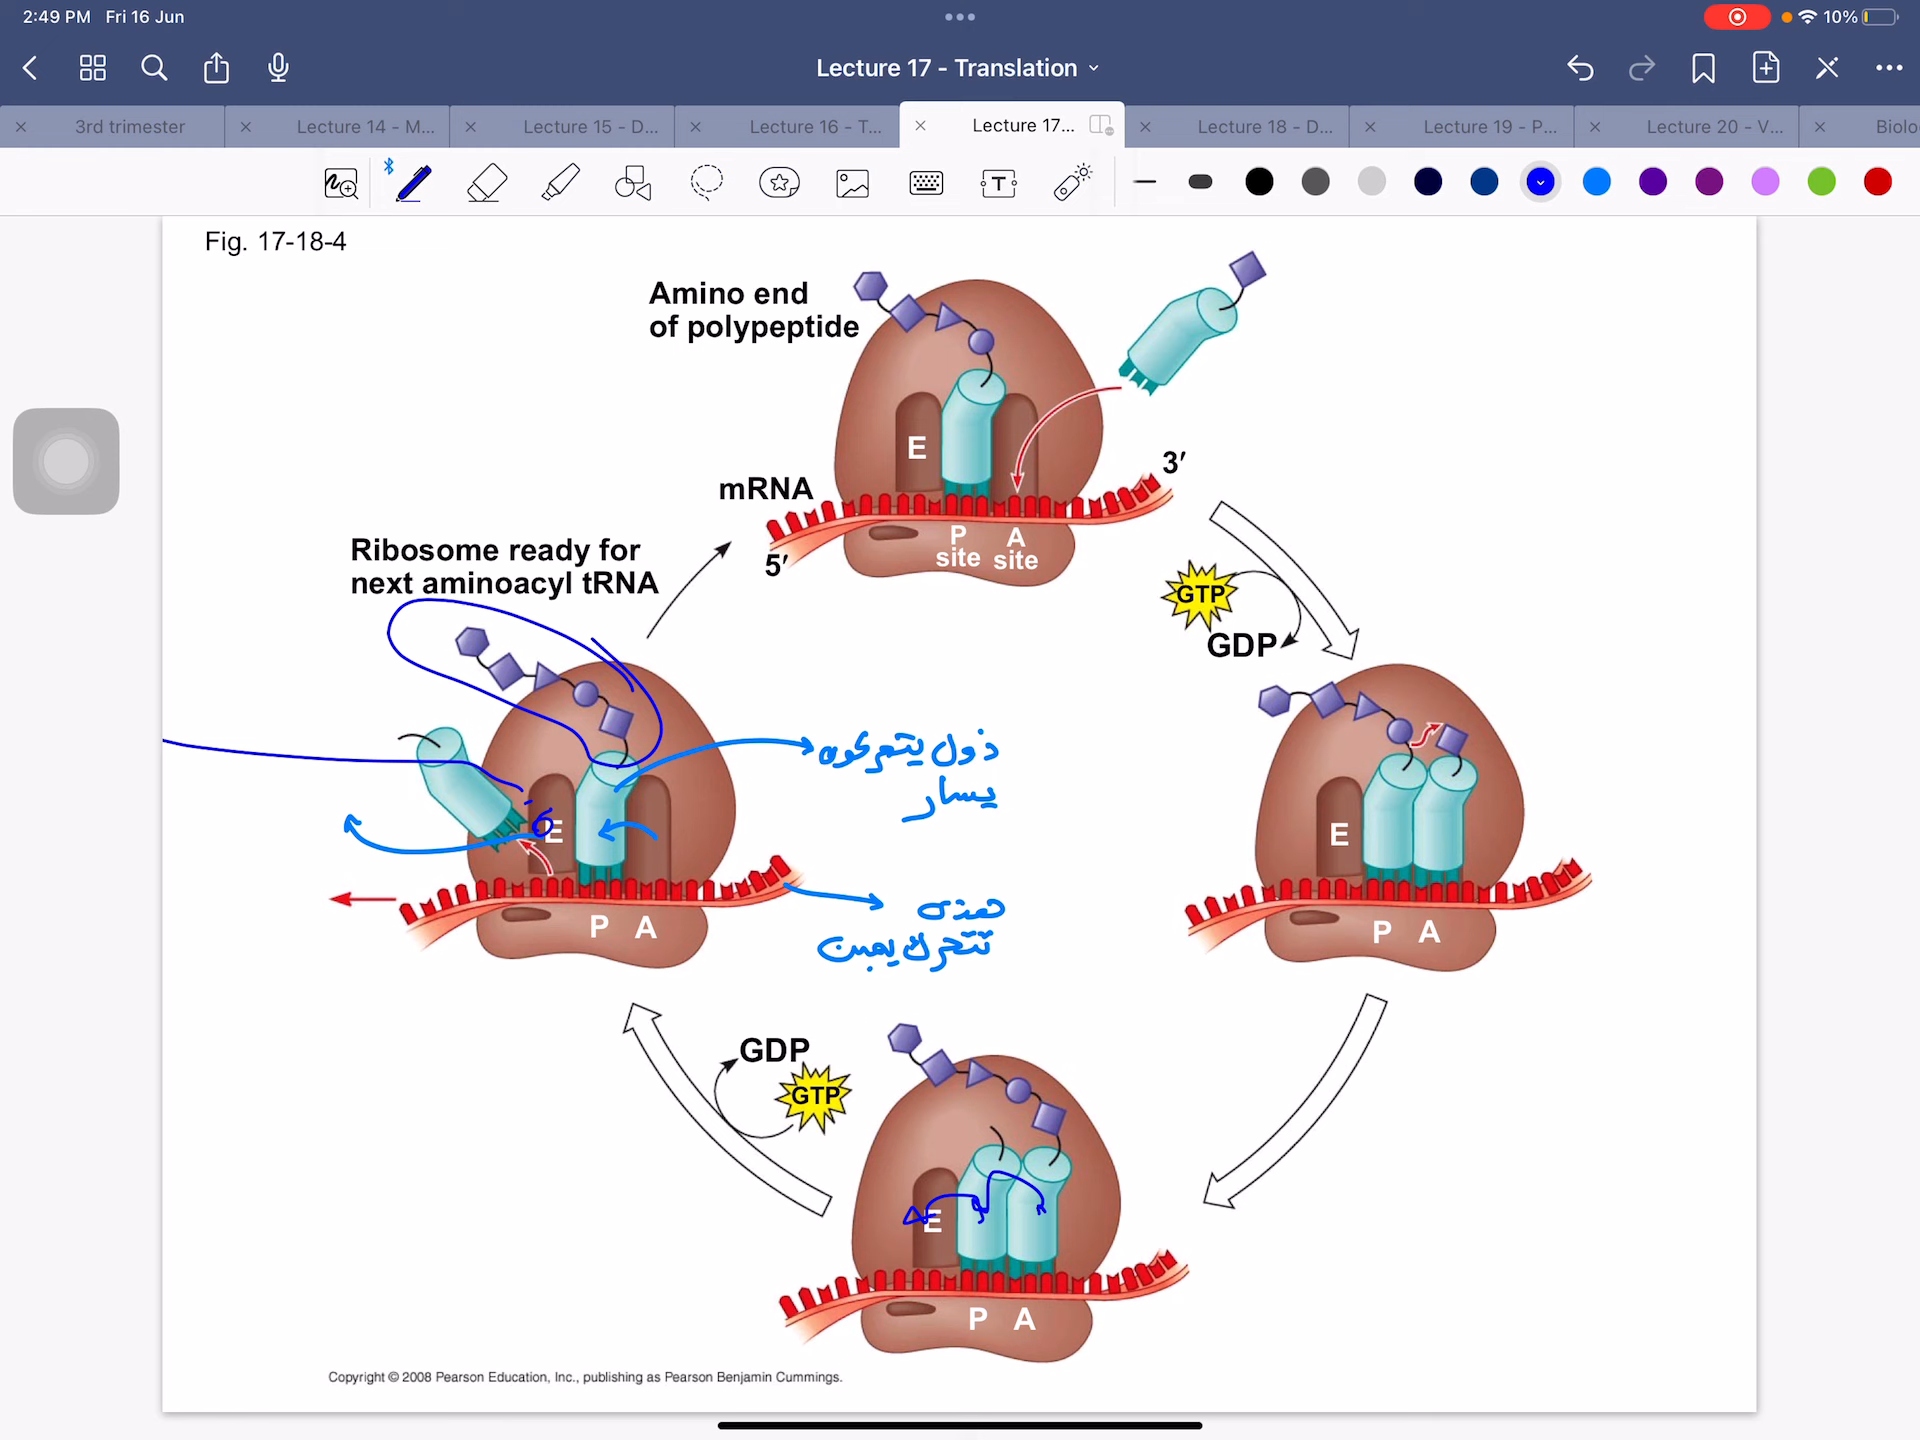 2:49 PM Fri 16 Jun
10%
Lecture 17 - Translation
3rd trimester
Lecture 14 - M...
Lecture 15 - D...
Lecture 16 - T...
Lecture 17...
Lecture 18 - D...
Lecture 19 - P...
Lecture 20 - V...
Biolo
T
Fig. 17-18-4
Amino end
of polypeptide
E
mRNA
3′
5′
P
site
A
site
Ribosome ready for
next aminoacyl tRNA
GTP
GDP
E
P A
ذول يتحركون
يسار
هذه
تتحرك يمين
E
P A
GDP
GTP
E
P A
Copyright © 2008 Pearson Education, Inc., publishing as Pearson Benjamin Cummings.